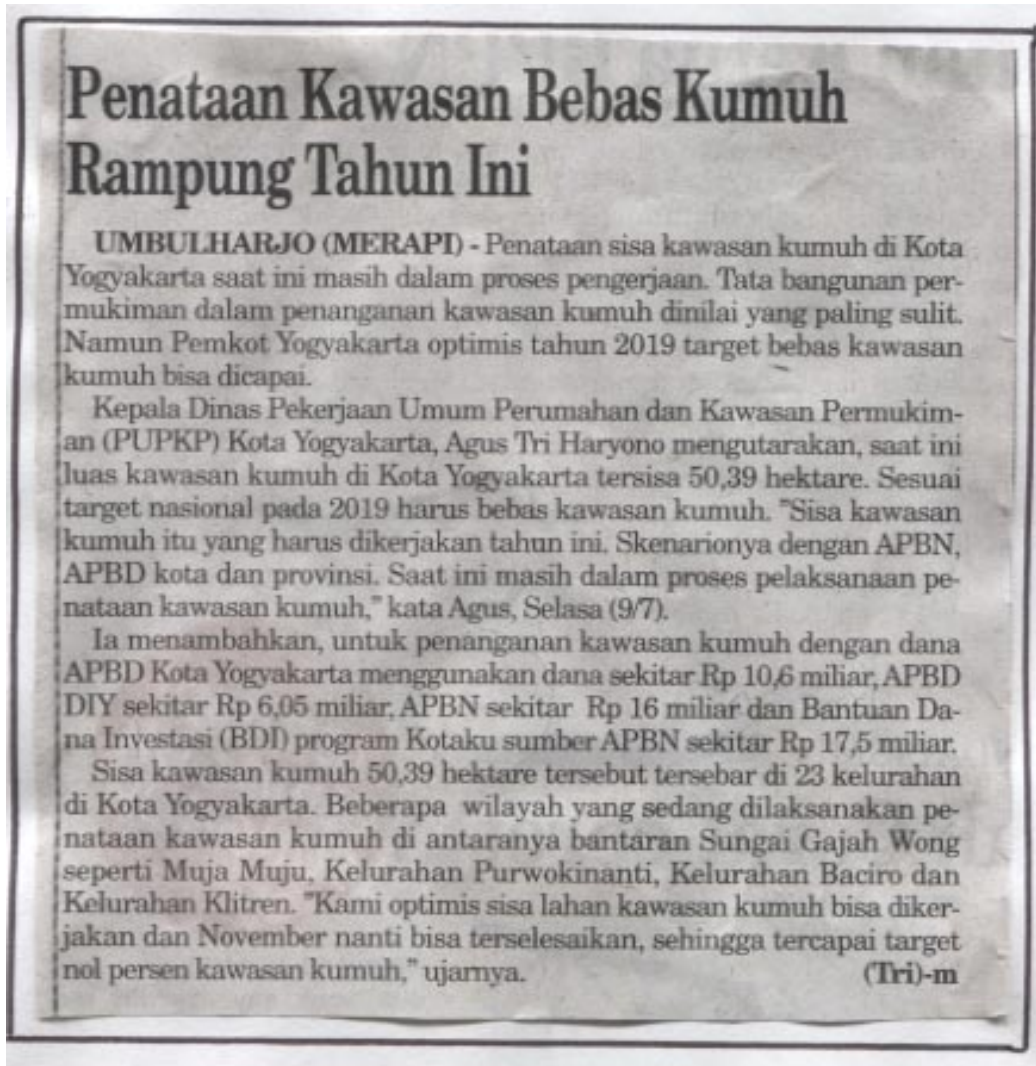 Penataan Kawasan Bebas Kumuh
Rampung Tahun Ini
UMBULHARJO (MERAPI) - Penataan sisa kawasan kumuh di Kota
Yogyakarta saat ini masih dalam proses pengerjaan. Tata bangunan per-
mukiman dalam penanganan kawasan kumuh dinilai yang paling sulit.
Namun Pemkot Yogyakarta optimis tahun 2019 target bebas kawasan
kumuh bisa dicapai.
Kepala Dinas Pekerjaan Umum Perumahan dan Kawasan Permukim-
an (PUPKP) Kota Yogyakarta, Agus Tri Haryono mengutarakan, saat ini
luas kawasan kumuh di Kota Yogyakarta tersisa 50,39 hektare. Sesuai
target nasional pada 2019 harus bebas kawasan kumuh. "Sisa kawasan
kumuh itu yang harus dikerjakan tahun ini. Skenarionya dengan APBN,
APBD kota dan provinsi. Saat ini masih dalam proses pelaksanaan pe-
nataan kawasan kumuh," kata Agus, Selasa (9/7).
Ia menambahkan, untuk penanganan kawasan kumuh dengan dana
APBD Kota Yogyakarta menggunakan dana sekitar Rp 10,6 miliar, APBD
DIY sekitar Rp 6,05 miliar, APBN sekitar Rp 16 miliar dan Bantuan Da-
na Investasi (BDI) program Kotaku sumber APBN sekitar Rp 17,5 miliar.
Sisa kawasan kumuh 50,39 hektare tersebut tersebar di 23 kelurahan
di Kota Yogyakarta. Beberapa wilayah yang sedang dilaksanakan pe-
nataan kawasan kumuh di antaranya bantaran Sungai Gajah Wong
seperti Muja Muju, Kelurahan Purwokinanti, Kelurahan Baciro dan
Kelurahan Klitren. "Kami optimis sisa lahan kawasan kumuh bisa diker-
jakan dan November nanti bisa terselesaikan, sehingga tercapai target
nol persen kawasan kumuh," ujarnya. (Tri)-m